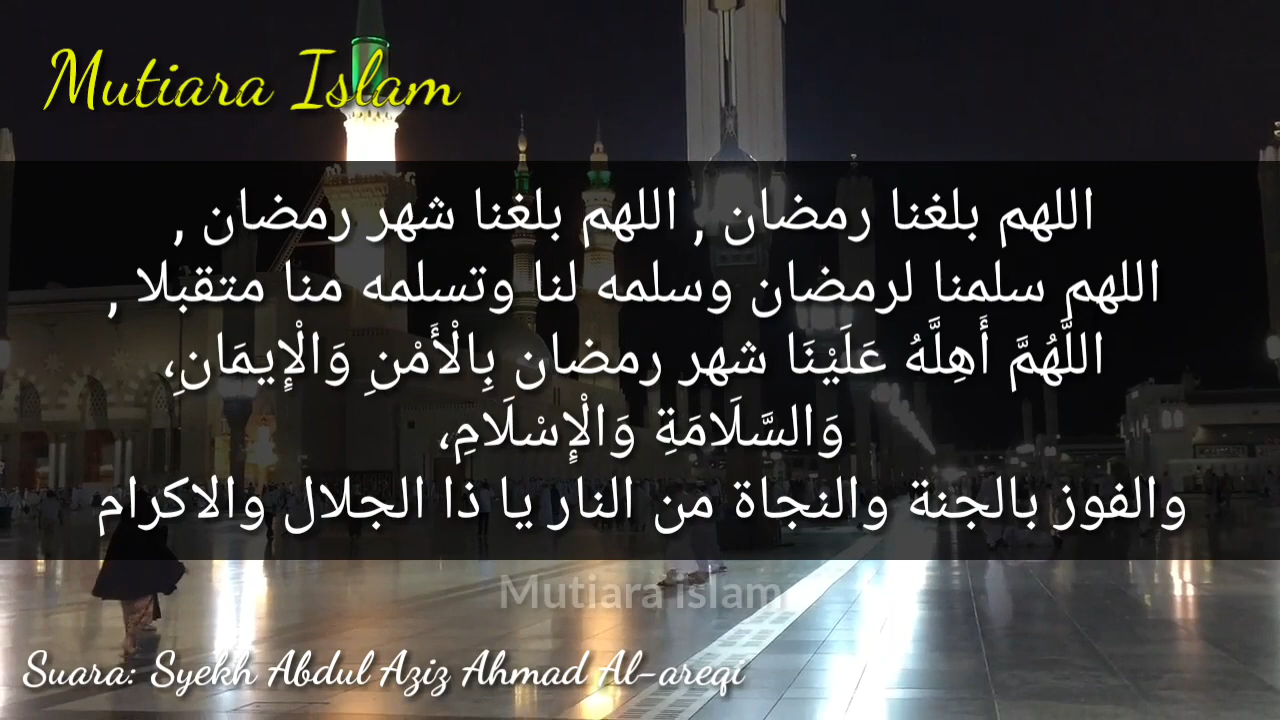 Mutiara Islam
اللهم بلغنا رمضان , اللهم بلغنا شهر رمضان ,
اللهم سلمنا لرمضان وسلمه لنا وتسلمه منا متقبلا ,
اللَّهُمَّ أَهِلَّهُ عَلَيْنَا شهر رمضان بِالْأَمْنِ وَالْإِيمَانِ،
وَالسَّلَامَةِ وَالْإِسْلَامِ،
والفوز بالجنة والنجاة من النار يا ذا الجلال والاكرام
Mutiara islam
Suara: Syekh Abdul Aziz Ahmad Al-areqi